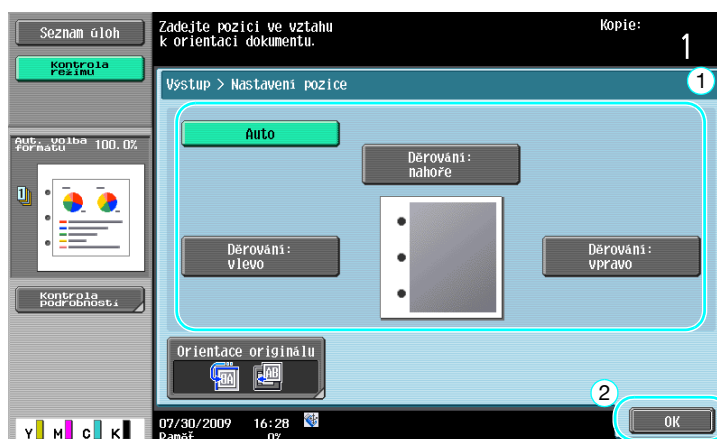 Seznam úloh
Kontrola
režimu
Aut. volba
formátu
100.0%
1
Kontrola
podrobností
Y M C K
Zadejte pozici ve vztahu
k orientaci dokumentu.
Kopie:
1
Výstup > Nastavení pozice
1
Auto
Děrování:
nahoře
Děrování:
vlevo
Děrování:
vpravo
Orientace originálu
AB
2
07/30/2009 16:28
Paměť 0%
OK